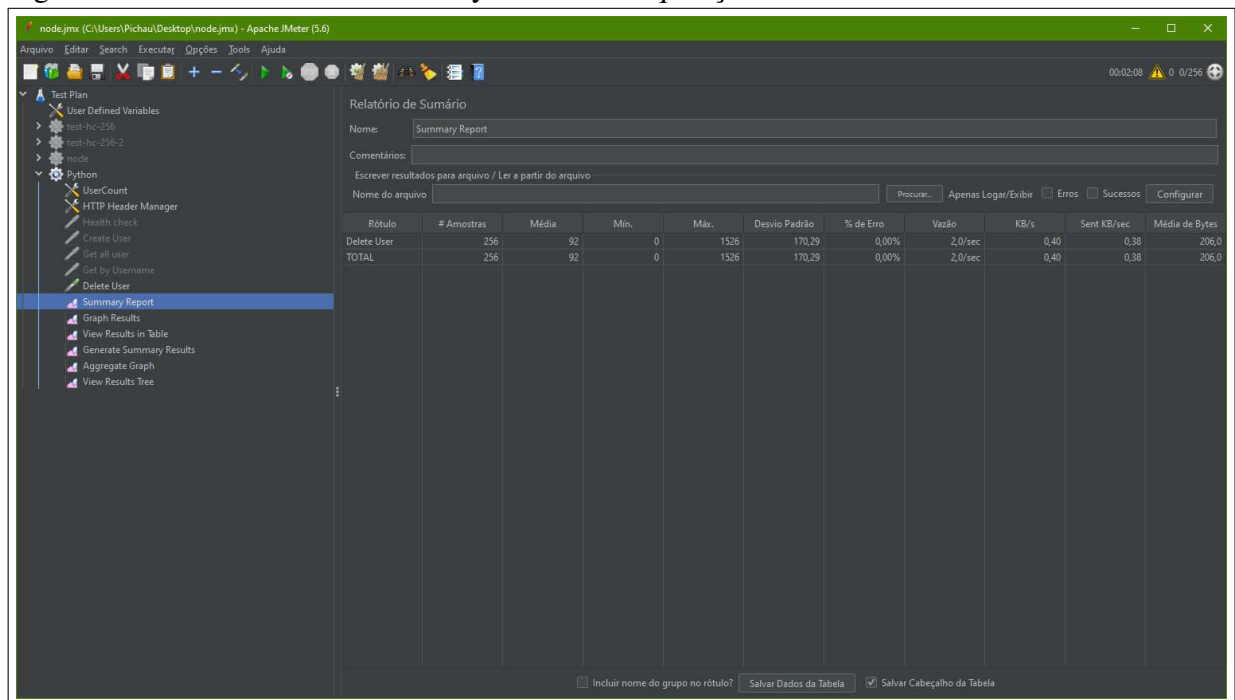 node.jmx (C:\Users\Pichau\Desktop\node.jmx) - Apache JMeter (5.6)
Arquivo Editar Search Executar Opções Tools Ajuda
00:02:08 0 0/256
Test Plan
User Defined Variables
test-hc-256
test-hc-256-2
node
Python
UserCount
HTTP Header Manager
Health check
Create User
Get all user
Get by Username
Delete User
Summary Report
Graph Results
View Results in Table
Generate Summary Results
Aggregate Graph
View Results Tree
Relatório de Sumário
Nome: Summary Report
Comentários:
Escrever resultados para arquivo / Ler a partir do arquivo
Nome do arquivo Procurar... Apenas Logar/Exibir Erros Sucessos Configurar
Rótulo # Amostras Média Mín. Máx. Desvio Padrão % de Erro Vazão KB/s Sent KB/sec Média de Bytes
Delete User 256 92 0 1526 170,29 0,00% 2,0/sec 0,40 0,38 206,0
TOTAL 256 92 0 1526 170,29 0,00% 2,0/sec 0,40 0,38 206,0
Incluir nome do grupo no rótulo? Salvar Dados da Tabela Salvar Cabeçalho da Tabela